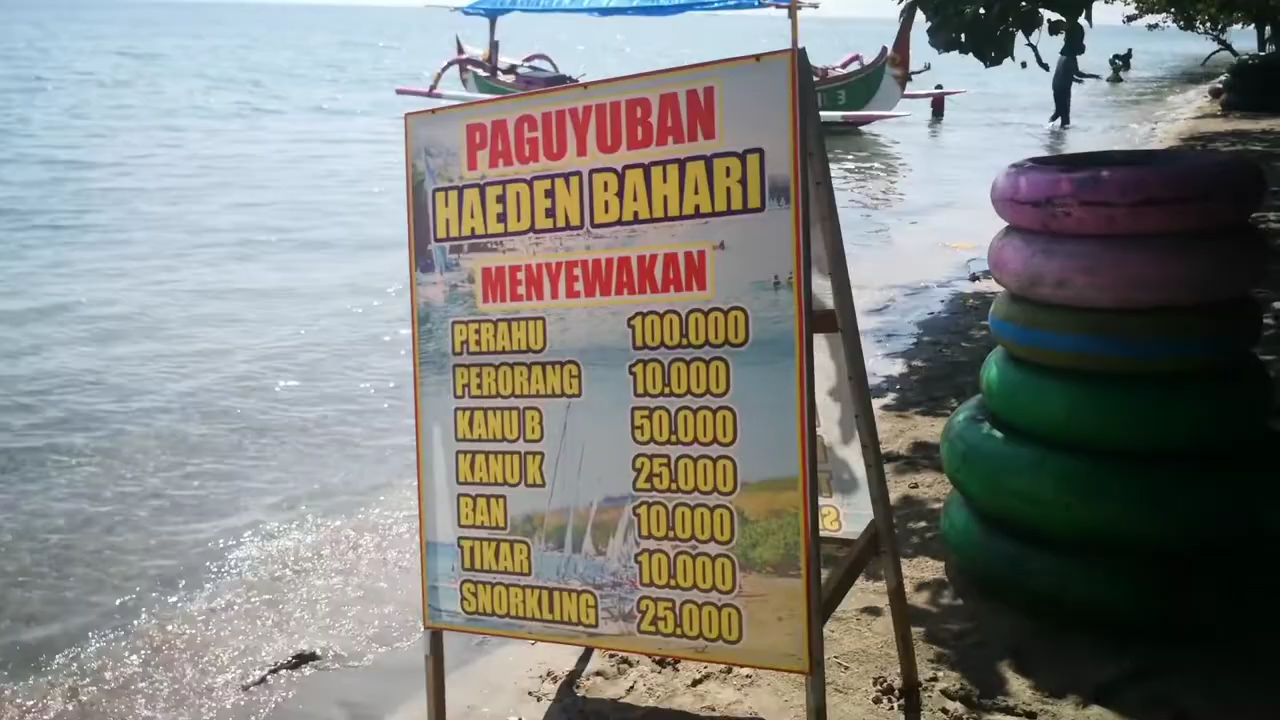 PAGUYUBAN
HAEDEN BAHARI
MENYEWAKAN
PERAHU 100.000
PERORANG 10.000
KANU B 50.000
KANU K 25.000
BAN 10.000
TIKAR 10.000
SNORKLING 25.000
3